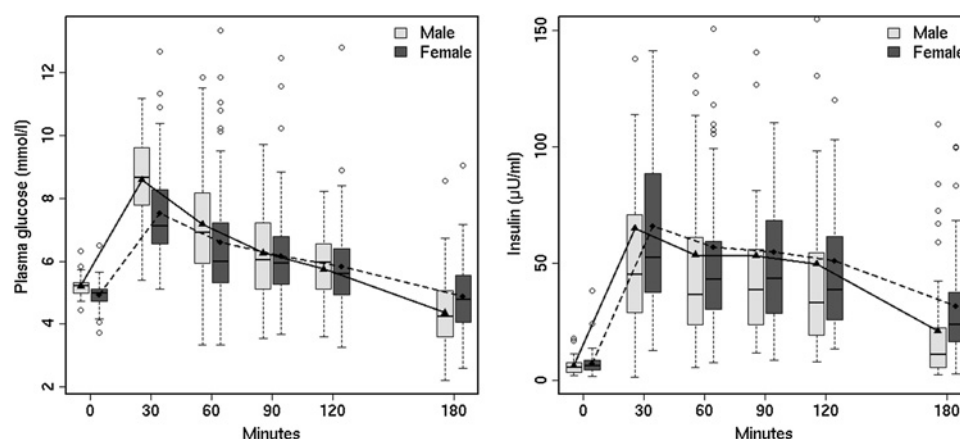 Male
Female
Plasma glucose (mmol/l)
12
10
8
6
4
2
0 30 60 90 120 180
Minutes
Male
Female
Insulin (µU/ml)
150
100
50
0
0 30 60 90 120 180
Minutes